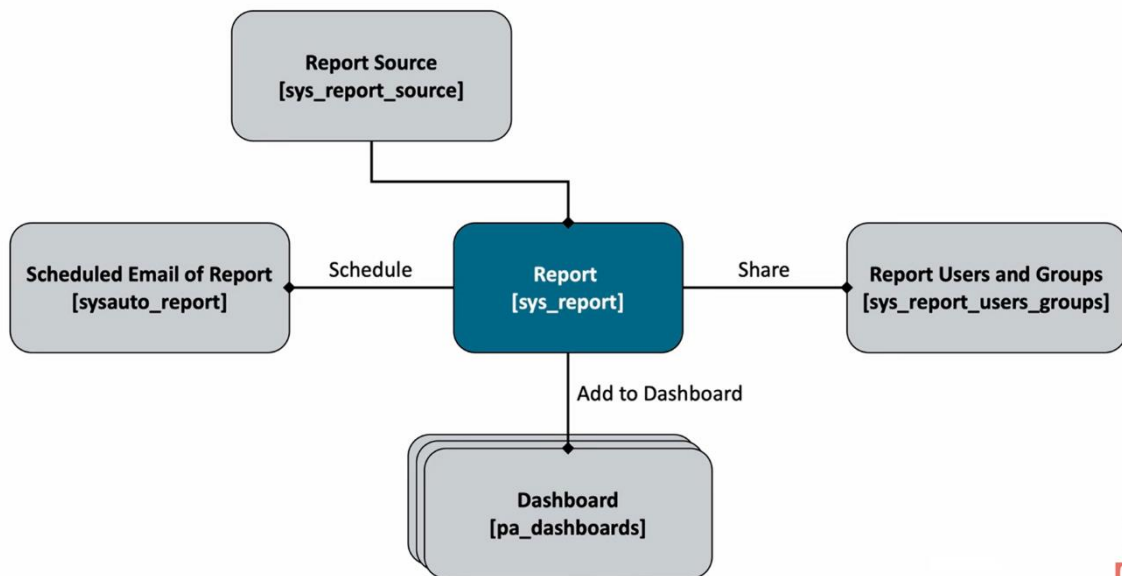 Report Source
[sys_report_source]
Scheduled Email of Report
[sysauto_report]
Schedule
Report
[sys_report]
Share
Report Users and Groups
[sys_report_users_groups]
Add to Dashboard
Dashboard
[pa_dashboards]